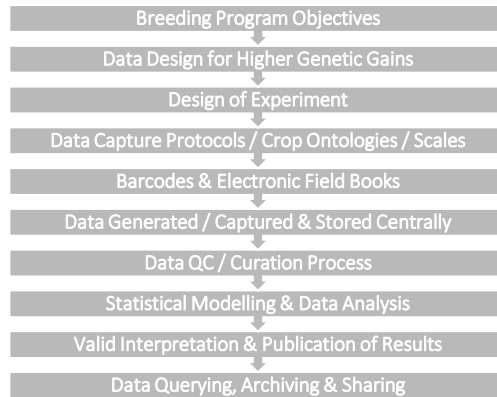 Breeding Program Objectives
Data Design for Higher Genetic Gains
Design of Experiment
Data Capture Protocols / Crop Ontologies / Scales
Barcodes & Electronic Field Books
Data Generated / Captured & Stored Centrally
Data QC / Curation Process
Statistical Modelling & Data Analysis
Valid Interpretation & Publication of Results
Data Querying, Archiving & Sharing